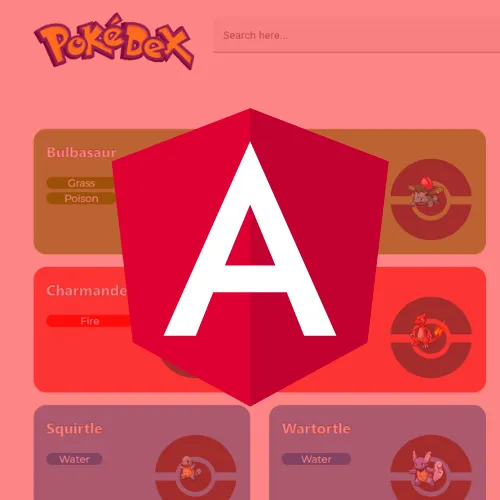 PokéDex
Search here...
Bulbasaur
Grass
Poison
Charmande
Fire
Squirtle
Wartortle
Water
Water
A